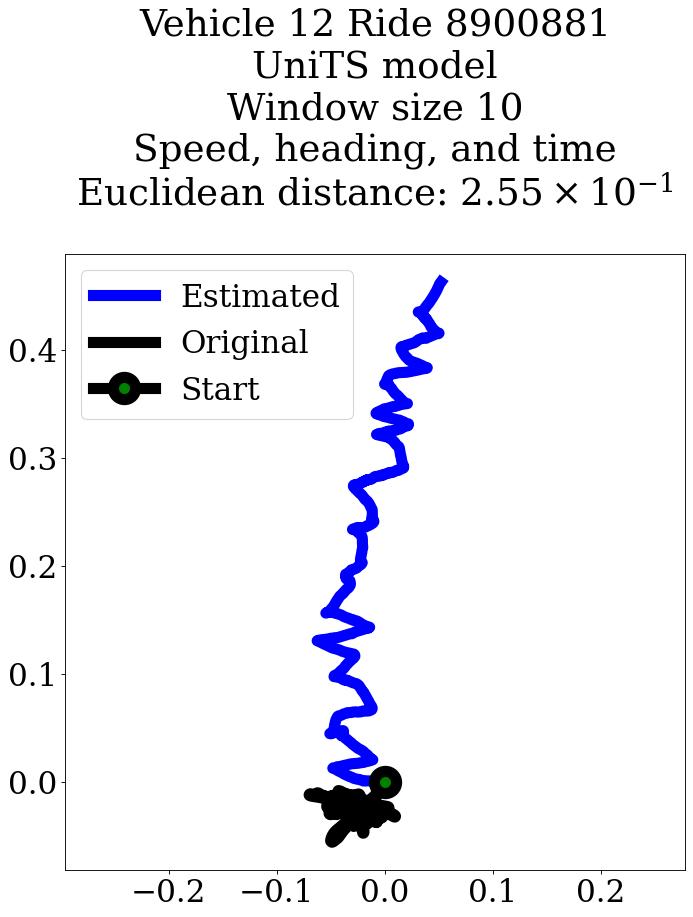 Vehicle 12 Ride 8900881
UniTS model
Window size 10
Speed, heading, and time
Euclidean distance: 2.55 × 10⁻¹
Estimated
Original
Start
0.4
0.3
0.2
0.1
0.0
−0.2 −0.1 0.0 0.1 0.2